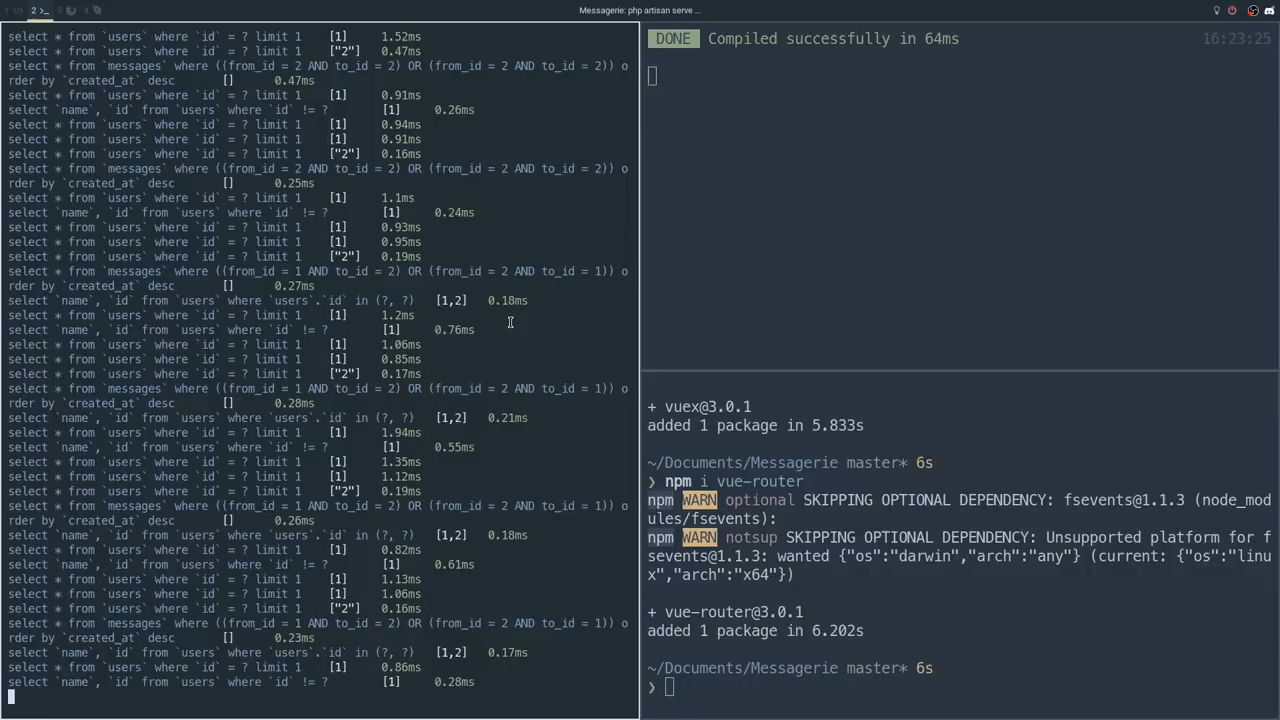 1 </> 2 >_ 3 4
Messagerie: php artisan serve ...
select * from `users` where `id` = ? limit 1 [1] 1.52ms
select * from `users` where `id` = ? limit 1 ["2"] 0.47ms
select * from `messages` where ((from_id = 2 AND to_id = 2) OR (from_id = 2 AND to_id = 2)) o
rder by `created_at` desc [] 0.47ms
select * from `users` where `id` = ? limit 1 [1] 0.91ms
select `name`, `id` from `users` where `id` != ? [1] 0.26ms
select * from `users` where `id` = ? limit 1 [1] 0.94ms
select * from `users` where `id` = ? limit 1 [1] 0.91ms
select * from `users` where `id` = ? limit 1 ["2"] 0.16ms
select * from `messages` where ((from_id = 2 AND to_id = 2) OR (from_id = 2 AND to_id = 2)) o
rder by `created_at` desc [] 0.25ms
select * from `users` where `id` = ? limit 1 [1] 1.1ms
select `name`, `id` from `users` where `id` != ? [1] 0.24ms
select * from `users` where `id` = ? limit 1 [1] 0.93ms
select * from `users` where `id` = ? limit 1 [1] 0.95ms
select * from `users` where `id` = ? limit 1 ["2"] 0.19ms
select * from `messages` where ((from_id = 1 AND to_id = 2) OR (from_id = 2 AND to_id = 1)) o
rder by `created_at` desc [] 0.27ms
select `name`, `id` from `users` where `users`.`id` in (?, ?) [1,2] 0.18ms
select * from `users` where `id` = ? limit 1 [1] 1.2ms
select `name`, `id` from `users` where `id` != ? [1] 0.76ms
select * from `users` where `id` = ? limit 1 [1] 1.06ms
select * from `users` where `id` = ? limit 1 [1] 0.85ms
select * from `users` where `id` = ? limit 1 ["2"] 0.17ms
select * from `messages` where ((from_id = 1 AND to_id = 2) OR (from_id = 2 AND to_id = 1)) o
rder by `created_at` desc [] 0.28ms
select `name`, `id` from `users` where `users`.`id` in (?, ?) [1,2] 0.21ms
select * from `users` where `id` = ? limit 1 [1] 1.94ms
select `name`, `id` from `users` where `id` != ? [1] 0.55ms
select * from `users` where `id` = ? limit 1 [1] 1.35ms
select * from `users` where `id` = ? limit 1 [1] 1.12ms
select * from `users` where `id` = ? limit 1 ["2"] 0.19ms
select * from `messages` where ((from_id = 1 AND to_id = 2) OR (from_id = 2 AND to_id = 1)) o
rder by `created_at` desc [] 0.26ms
select `name`, `id` from `users` where `users`.`id` in (?, ?) [1,2] 0.18ms
select * from `users` where `id` = ? limit 1 [1] 0.82ms
select `name`, `id` from `users` where `id` != ? [1] 0.61ms
select * from `users` where `id` = ? limit 1 [1] 1.13ms
select * from `users` where `id` = ? limit 1 [1] 1.06ms
select * from `users` where `id` = ? limit 1 ["2"] 0.16ms
select * from `messages` where ((from_id = 1 AND to_id = 2) OR (from_id = 2 AND to_id = 1)) o
rder by `created_at` desc [] 0.23ms
select `name`, `id` from `users` where `users`.`id` in (?, ?) [1,2] 0.17ms
select * from `users` where `id` = ? limit 1 [1] 0.86ms
select `name`, `id` from `users` where `id` != ? [1] 0.28ms
DONE Compiled successfully in 64ms 16:23:25
+ vuex@3.0.1
added 1 package in 5.833s
~/Documents/Messagerie master* 6s
❯ npm i vue-router
npm WARN optional SKIPPING OPTIONAL DEPENDENCY: fsevents@1.1.3 (node_mod
ules/fsevents):
npm WARN notsup SKIPPING OPTIONAL DEPENDENCY: Unsupported platform for f
sevents@1.1.3: wanted {"os":"darwin","arch":"any"} (current: {"os":"linu
x","arch":"x64"})
+ vue-router@3.0.1
added 1 package in 6.202s
~/Documents/Messagerie master* 6s
❯